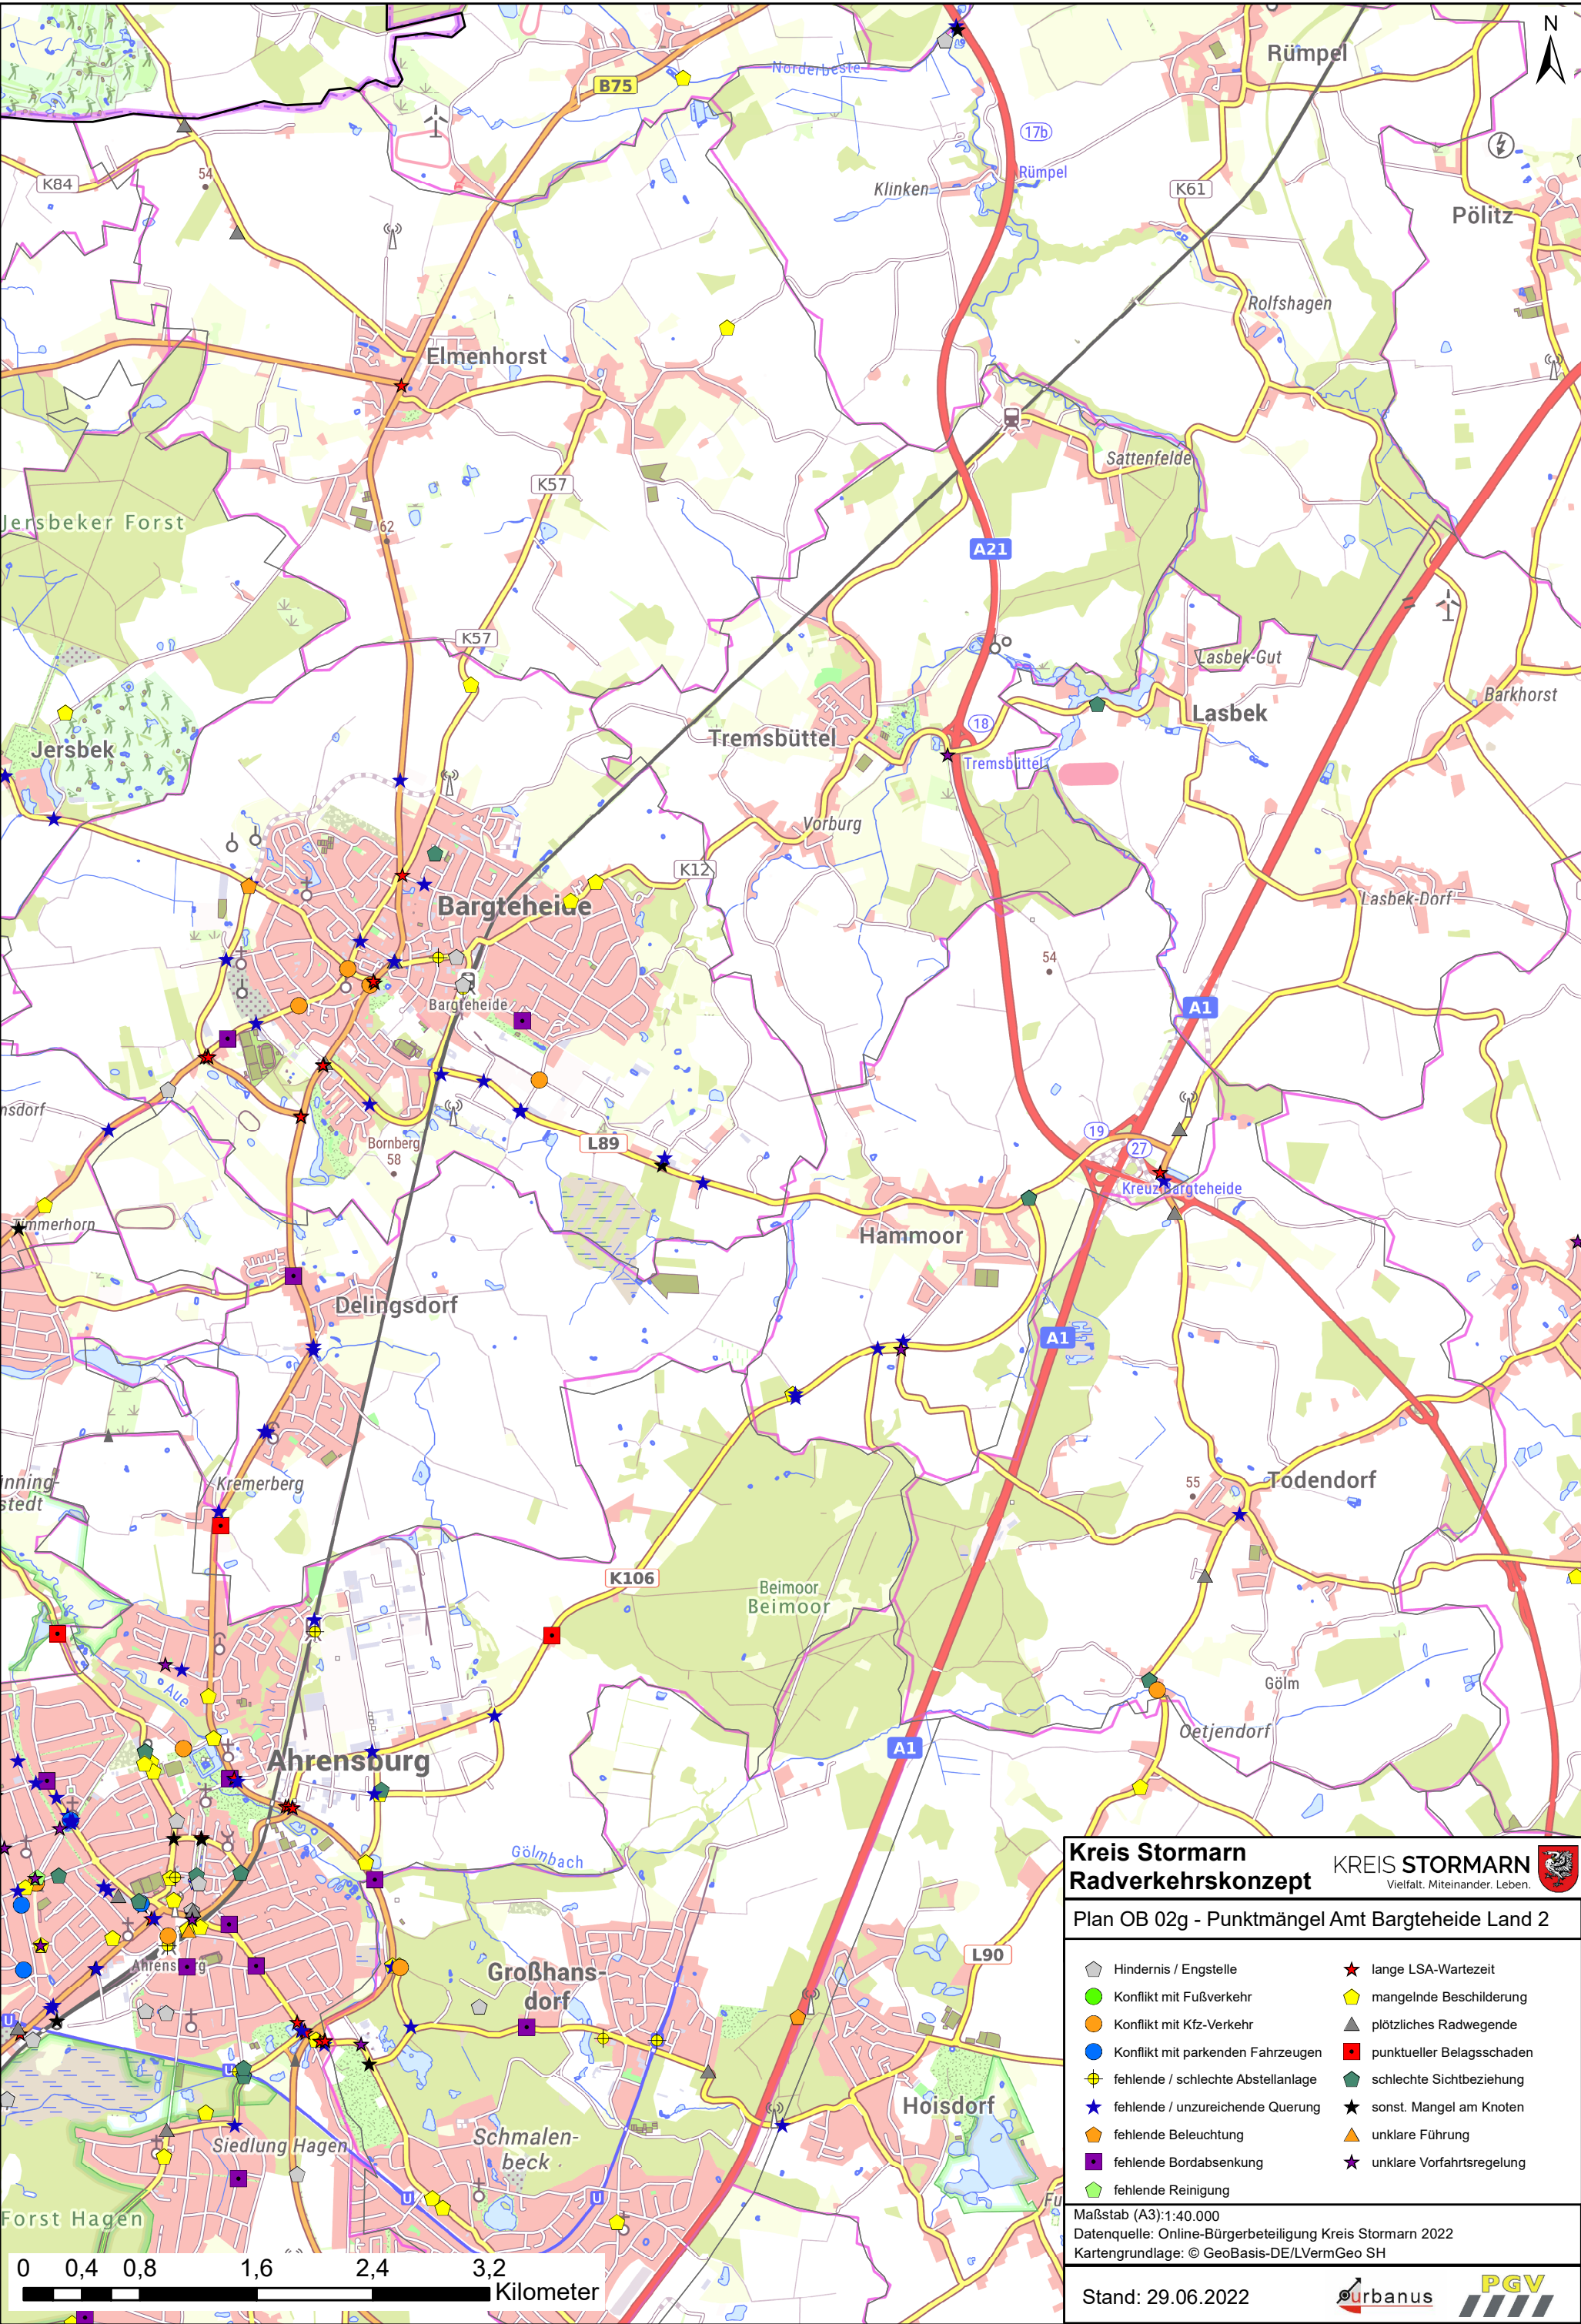 N
Rümpel
Norderbeste
B75
17b
Rümpel
K84
54
Klinken
K61
Pölitz
Rolfshagen
Elmenhorst
Sattenfelde
K57
Jersbeker Forst
62
A21
K57
Lasbek-Gut
Barkhorst
Lasbek
18
Tremsbüttel
Jersbek
Tremsbüttel
Vorburg
K12
Lasbek-Dorf
Bargteheide
54
Bargteheide
A1
nsdorf
Bornberg
58
L89
19
27
Kreuz Bargteheide
Timmerhorn
Hammoor
Delingsdorf
A1
Kremerberg
ünning-
stedt
55
Todendorf
K106
Beimoor
Beimoor
Gölm
Aue
Oetjendorf
Ahrensburg
A1
Gölmbach
L90
Ahrensburg
Großhans-
dorf
U
U
Hoisdorf
Siedlung Hagen
Schmalen-
beck
U
U
Fu
Forst Hagen
0 0,4 0,8 1,6 2,4 3,2
Kilometer
Kreis Stormarn
Radverkehrskonzept
KREIS STORMARN
Vielfalt. Miteinander. Leben.
Plan OB 02g - Punktmängel Amt Bargteheide Land 2
Hindernis / Engstelle
Konflikt mit Fußverkehr
Konflikt mit Kfz-Verkehr
Konflikt mit parkenden Fahrzeugen
fehlende / schlechte Abstellanlage
fehlende / unzureichende Querung
fehlende Beleuchtung
fehlende Bordabsenkung
fehlende Reinigung
lange LSA-Wartezeit
mangelnde Beschilderung
plötzliches Radwegende
punktueller Belagsschaden
schlechte Sichtbeziehung
sonst. Mangel am Knoten
unklare Führung
unklare Vorfahrtsregelung
Maßstab (A3):1:40.000
Datenquelle: Online-Bürgerbeteiligung Kreis Stormarn 2022
Kartengrundlage: © GeoBasis-DE/LVermGeo SH
Stand: 29.06.2022
urbanus
PGV